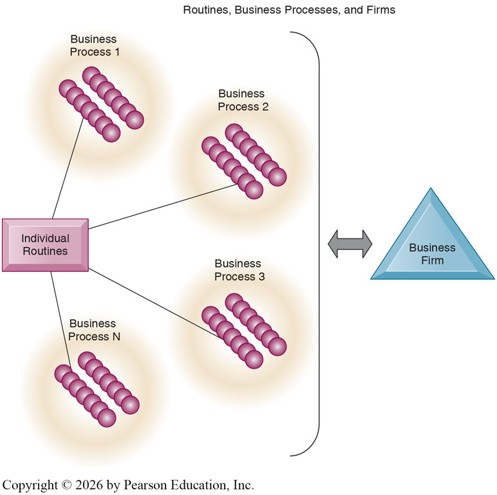 Routines, Business Processes, and Firms
Business
Process 1
Business
Process 2
Individual
Routines
Business
Firm
Business
Process 3
Business
Process N
Copyright © 2026 by Pearson Education, Inc.